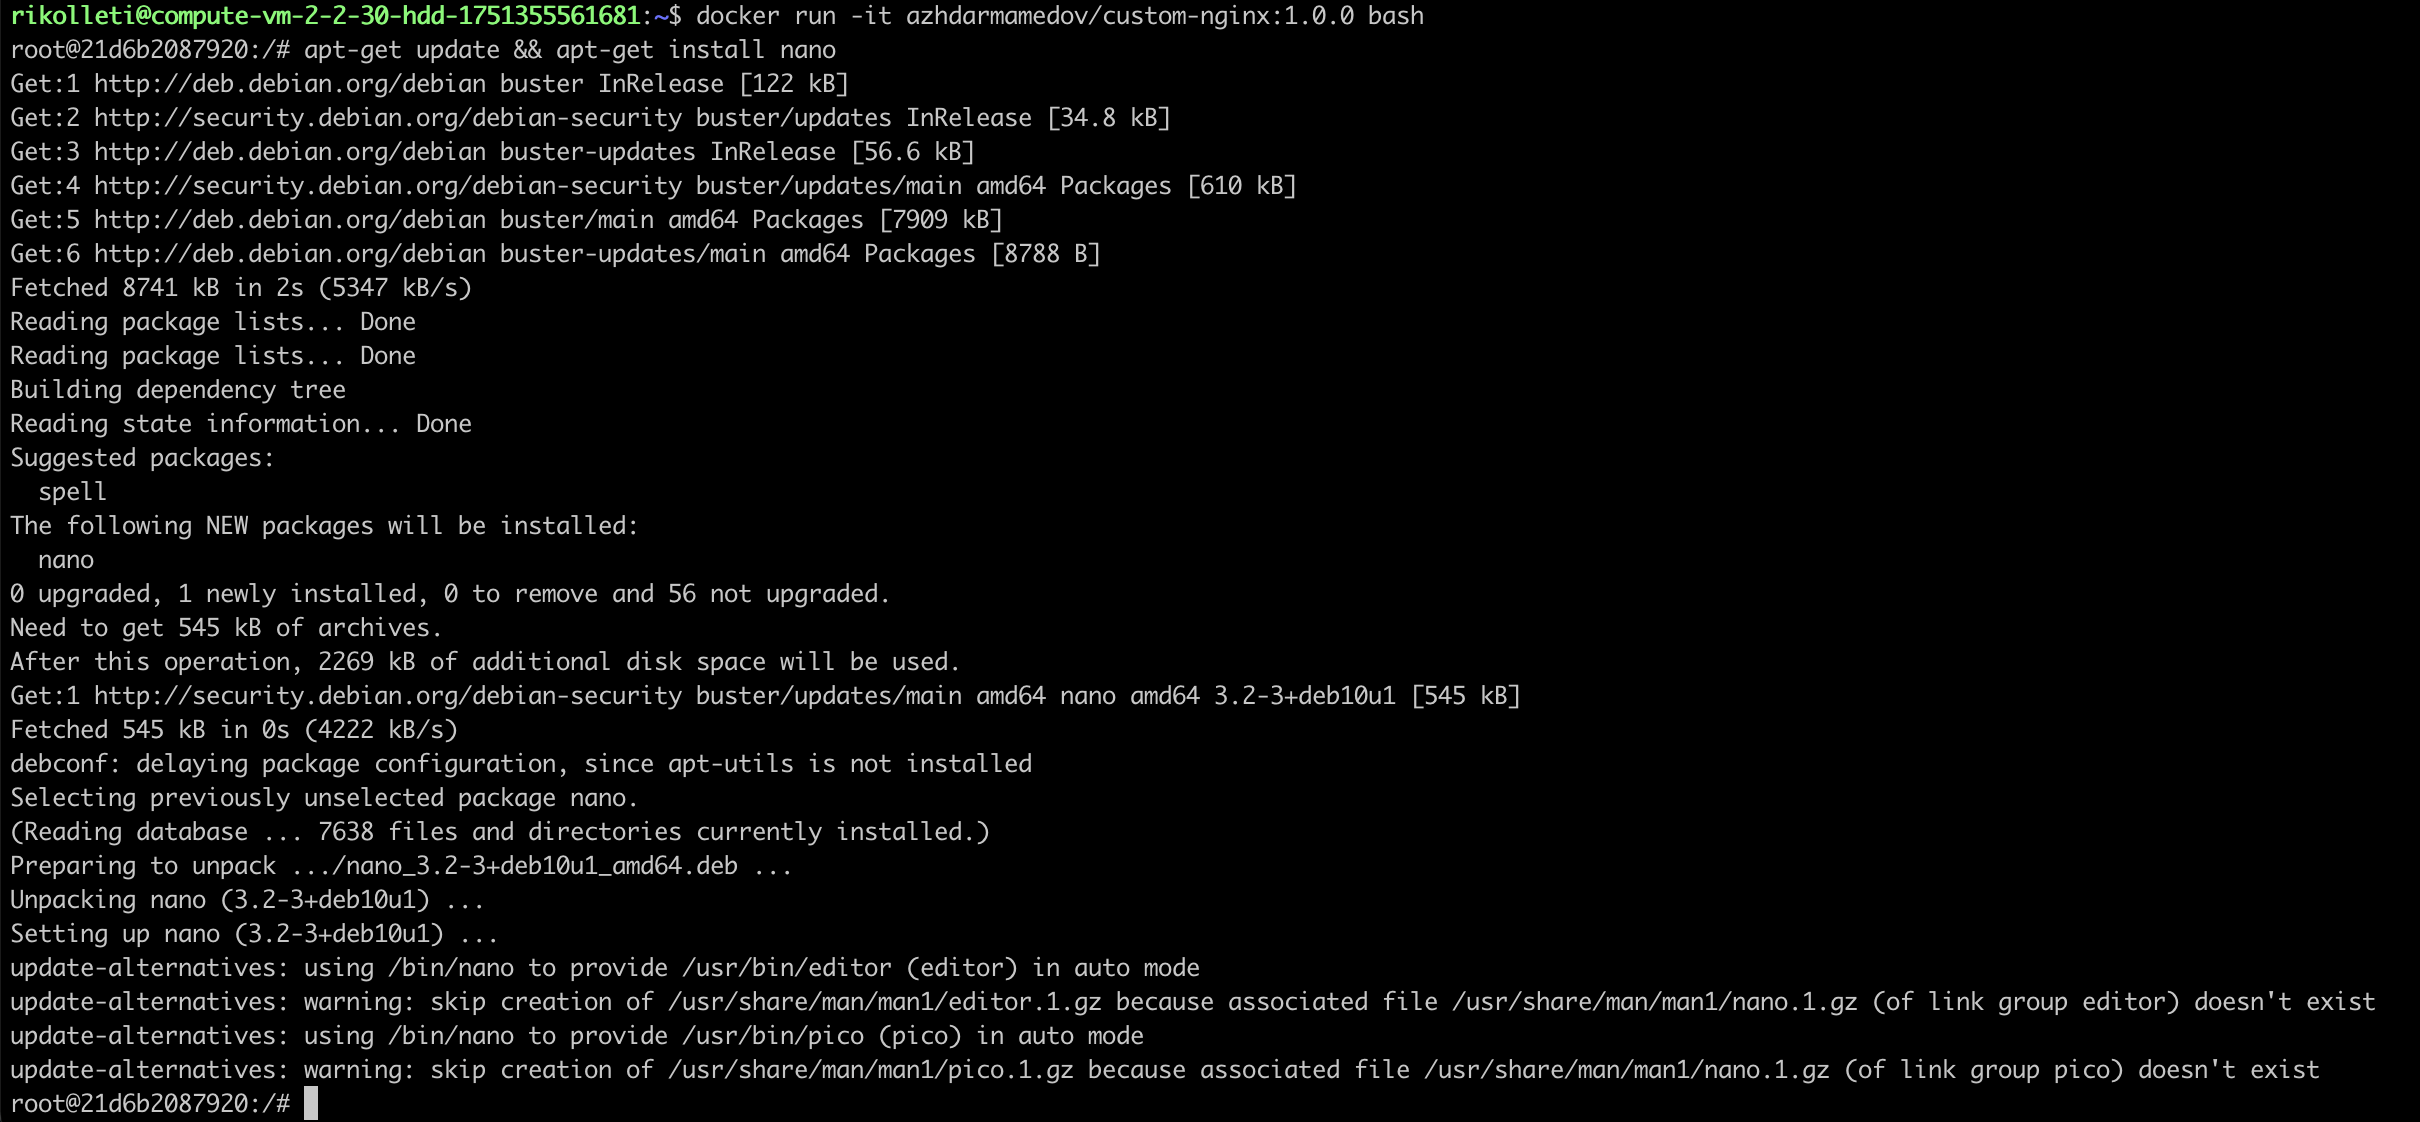 rikolleti@compute-vm-2-2-30-hdd-1751355561681:~$ docker run -it azhdarmamedov/custom-nginx:1.0.0 bash
root@21d6b2087920:/# apt-get update && apt-get install nano
Get:1 http://deb.debian.org/debian buster InRelease [122 kB]
Get:2 http://security.debian.org/debian-security buster/updates InRelease [34.8 kB]
Get:3 http://deb.debian.org/debian buster-updates InRelease [56.6 kB]
Get:4 http://security.debian.org/debian-security buster/updates/main amd64 Packages [610 kB]
Get:5 http://deb.debian.org/debian buster/main amd64 Packages [7909 kB]
Get:6 http://deb.debian.org/debian buster-updates/main amd64 Packages [8788 B]
Fetched 8741 kB in 2s (5347 kB/s)
Reading package lists... Done
Reading package lists... Done
Building dependency tree
Reading state information... Done
Suggested packages:
  spell
The following NEW packages will be installed:
  nano
0 upgraded, 1 newly installed, 0 to remove and 56 not upgraded.
Need to get 545 kB of archives.
After this operation, 2269 kB of additional disk space will be used.
Get:1 http://security.debian.org/debian-security buster/updates/main amd64 nano amd64 3.2-3+deb10u1 [545 kB]
Fetched 545 kB in 0s (4222 kB/s)
debconf: delaying package configuration, since apt-utils is not installed
Selecting previously unselected package nano.
(Reading database ... 7638 files and directories currently installed.)
Preparing to unpack .../nano_3.2-3+deb10u1_amd64.deb ...
Unpacking nano (3.2-3+deb10u1) ...
Setting up nano (3.2-3+deb10u1) ...
update-alternatives: using /bin/nano to provide /usr/bin/editor (editor) in auto mode
update-alternatives: warning: skip creation of /usr/share/man/man1/editor.1.gz because associated file /usr/share/man/man1/nano.1.gz (of link group editor) doesn't exist
update-alternatives: using /bin/nano to provide /usr/bin/pico (pico) in auto mode
update-alternatives: warning: skip creation of /usr/share/man/man1/pico.1.gz because associated file /usr/share/man/man1/nano.1.gz (of link group pico) doesn't exist
root@21d6b2087920:/#